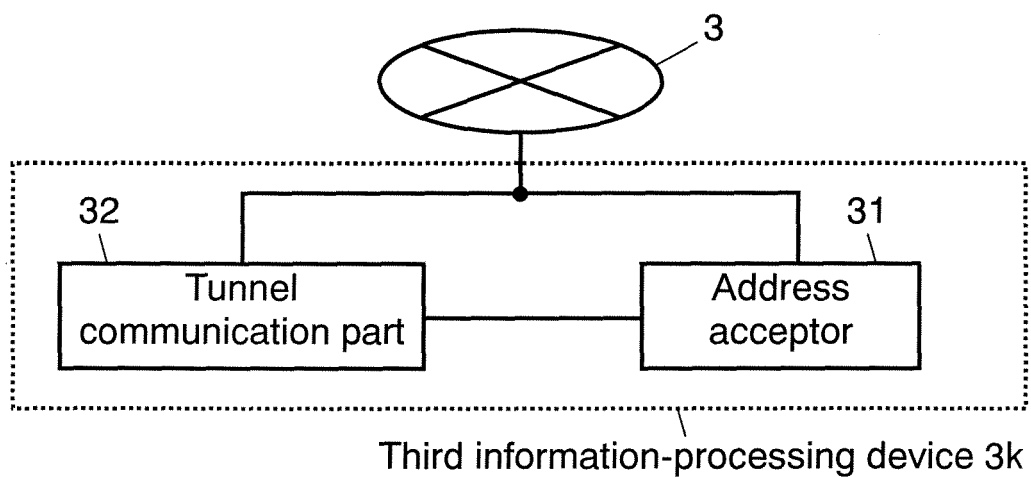 3
32
31
Tunnel
communication part
Address
acceptor
Third information-processing device 3k